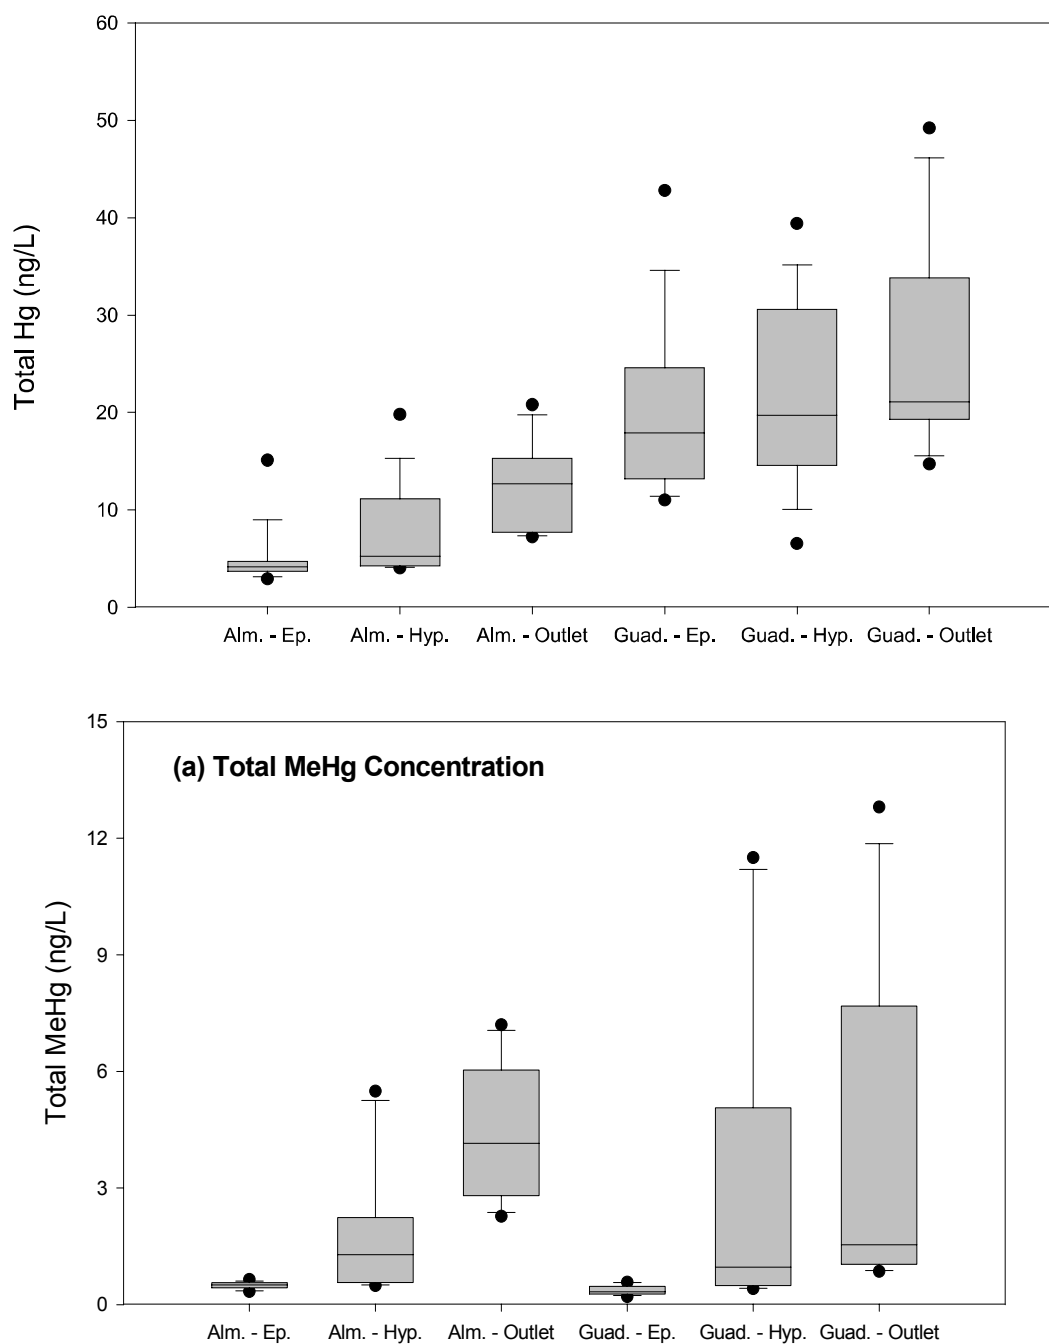 60
50
40
30
20
10
0
Total Hg (ng/L)
Alm. - Ep. Alm. - Hyp. Alm. - Outlet Guad. - Ep. Guad. - Hyp. Guad. - Outlet
(a) Total MeHg Concentration
15
12
9
6
3
0
Total MeHg (ng/L)
Alm. - Ep. Alm. - Hyp. Alm. - Outlet Guad. - Ep. Guad. - Hyp. Guad. - Outlet